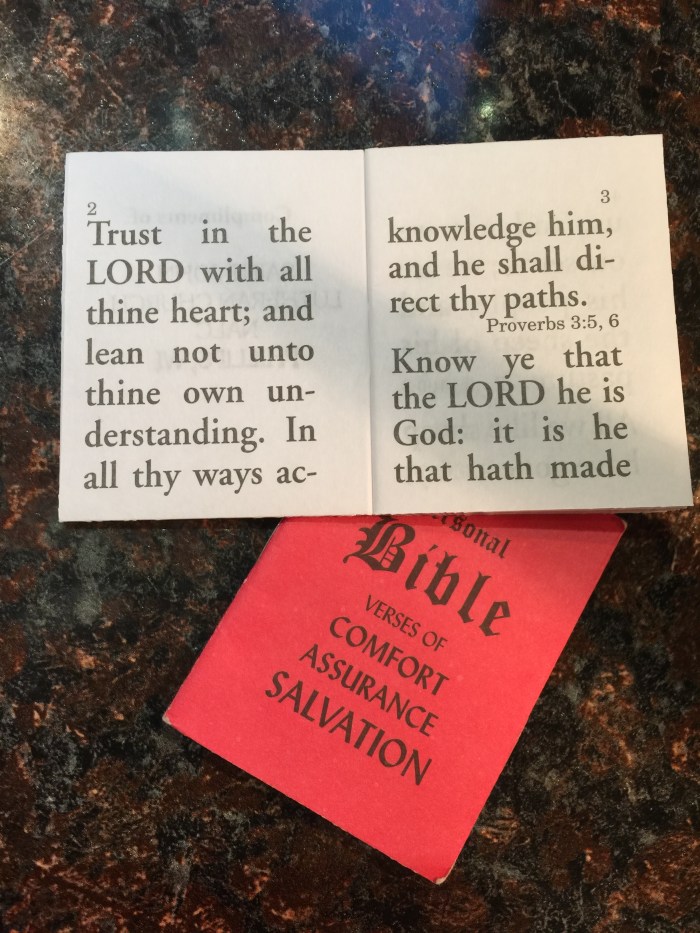 2
Trust in the
LORD with all
thine heart; and
lean not unto
thine own un-
derstanding. In
all thy ways ac-
3
knowledge him,
and he shall di-
rect thy paths.
Proverbs 3:5, 6
Know ye that
the LORD he is
God: it is he
that hath made
Bible
VERSES OF
COMFORT
ASSURANCE
SALVATION